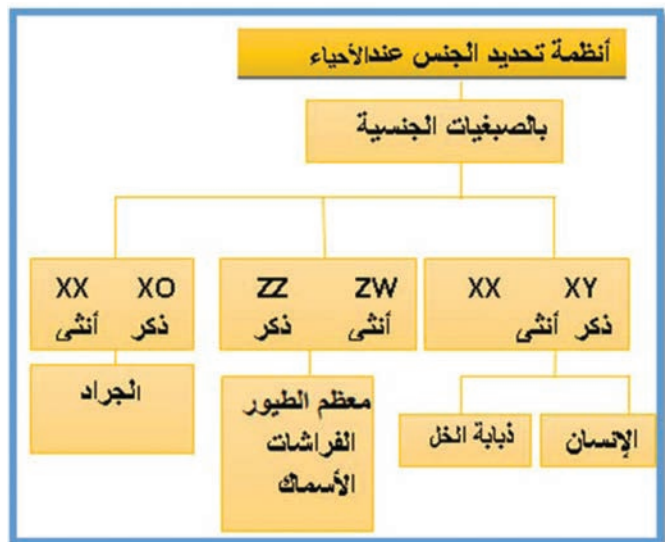 أنظمة تحديد الجنس عندالأحياء
بالصبغيات الجنسية
XX XY
ذكر أنثى
ZZ ZW
أنثى ذكر
XX XO
ذكر أنثى
الإنسان
ذبابة الخل
معظم الطيور
الفراشات
الأسماك
الجراد